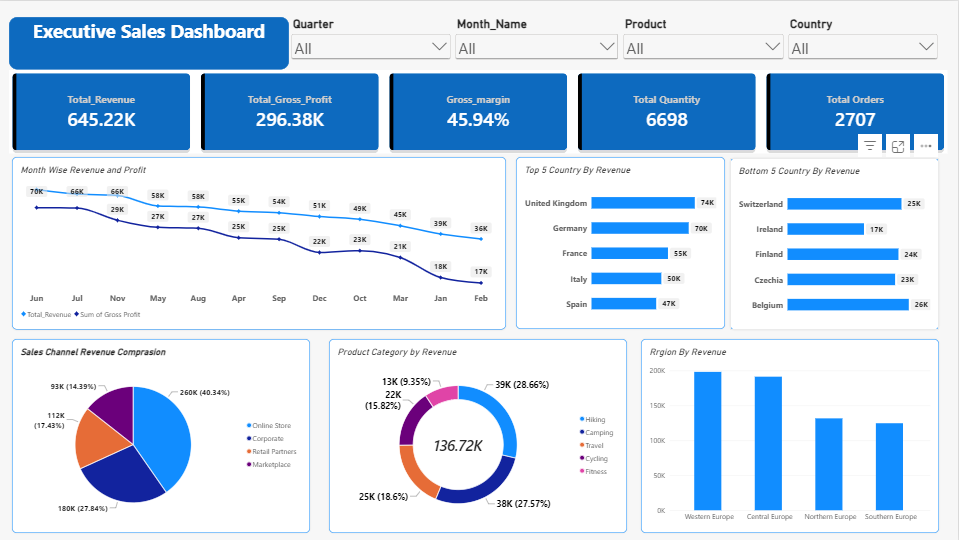 Executive Sales Dashboard
Quarter
All
Month_Name
All
Product
All
Country
All
Total_Revenue
645.22K
Total_Gross_Profit
296.38K
Gross_margin
45.94%
Total Quantity
6698
Total Orders
2707
Month Wise Revenue and Profit
70K 66K 66K 58K 58K 55K 54K 51K 49K 45K 39K 36K
29K 27K 27K 25K 25K 22K 23K 21K 18K 17K
Jun Jul Nov May Aug Apr Sep Dec Oct Mar Jan Feb
Total_Revenue Sum of Gross Profit
Top 5 Country By Revenue
United Kingdom 74K
Germany 70K
France 55K
Italy 50K
Spain 47K
Bottom 5 Country By Revenue
Switzerland 25K
Ireland 17K
Finland 24K
Czechia 23K
Belgium 26K
Sales Channel Revenue Comprasion
93K (14.39%)
260K (40.34%)
112K
(17.43%)
180K (27.84%)
Online Store
Corporate
Retail Partners
Marketplace
Product Category by Revenue
13K (9.35%)
39K (28.66%)
22K
(15.82%)
136.72K
25K (18.6%)
38K (27.57%)
Hiking
Camping
Travel
Cycling
Fitness
Rrgion By Revenue
200K
150K
100K
50K
0K
Western Europe Central Europe Northern Europe Southern Europe